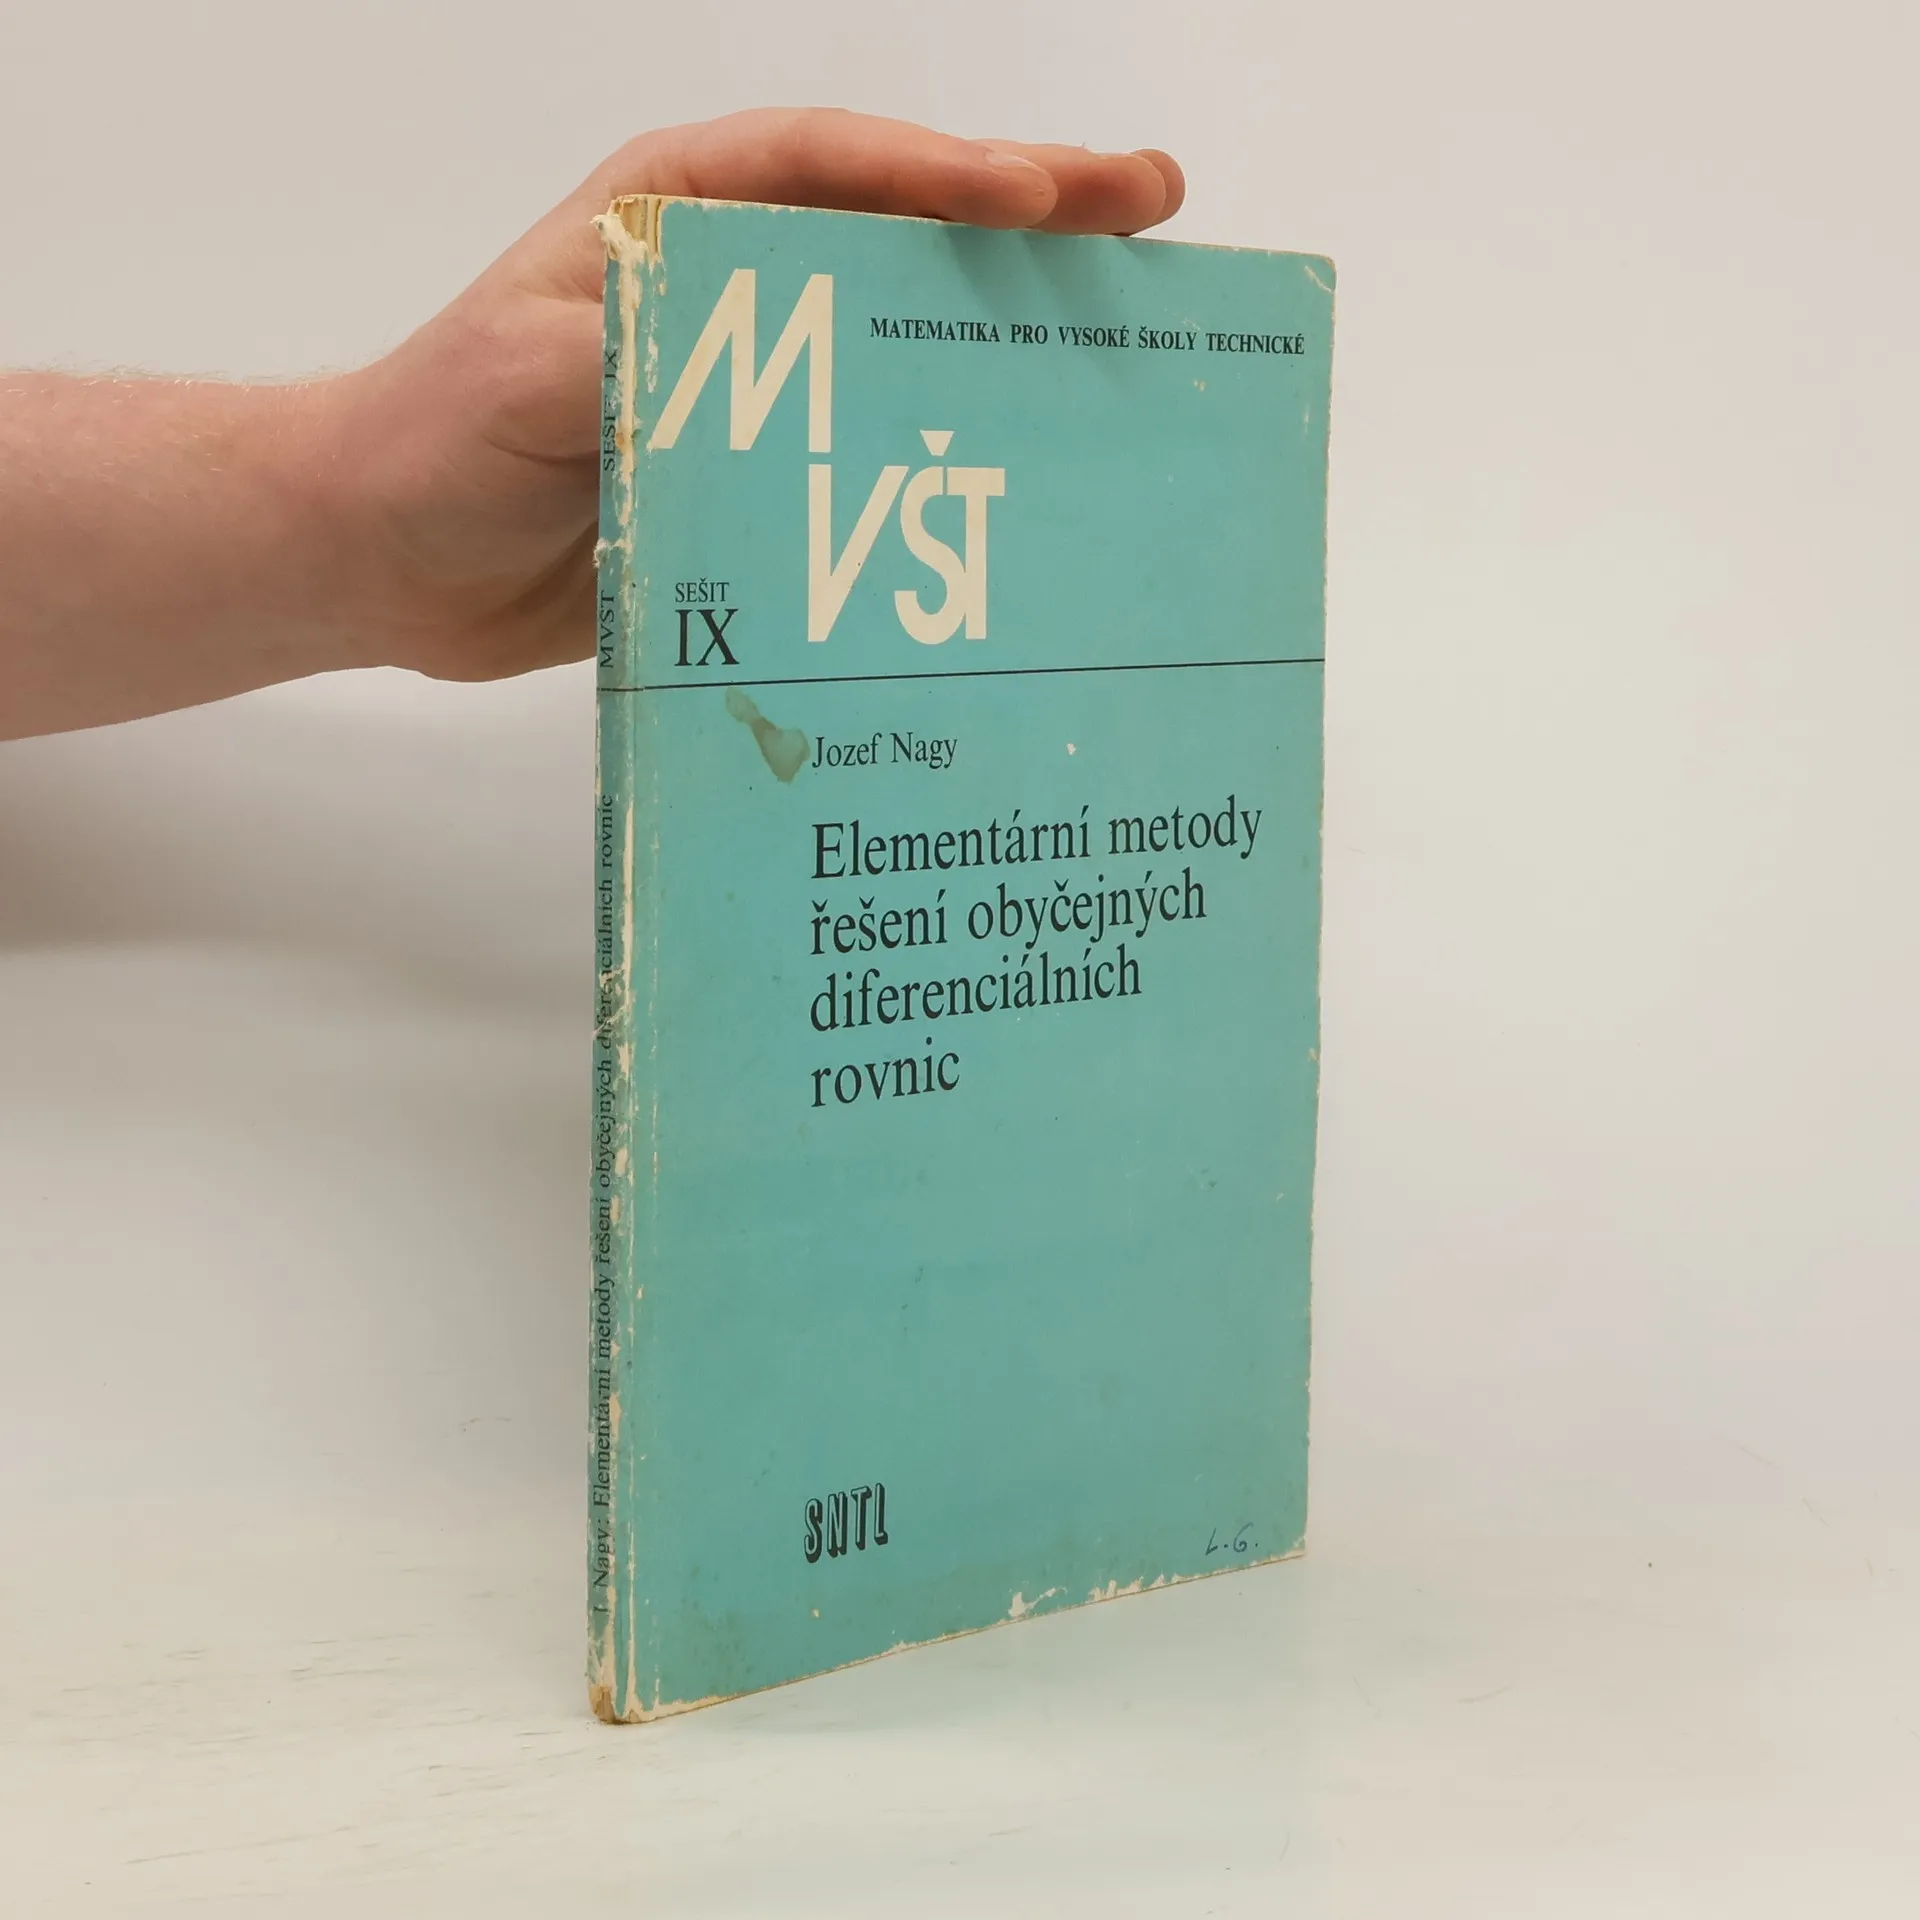 MATEMATIKA PRO VYSOKÉ ŠKOLY TECHNICKÉ
M
VŠT
SEŠIT
IX
Jozef Nagy
Elementární metody
řešení obyčejných
diferenciálních
rovnic
SNTL
L.G.
J. Nagy: Elementární metody řešení obyčejných diferenciálních rovnic MVŠT SEŠIT IX